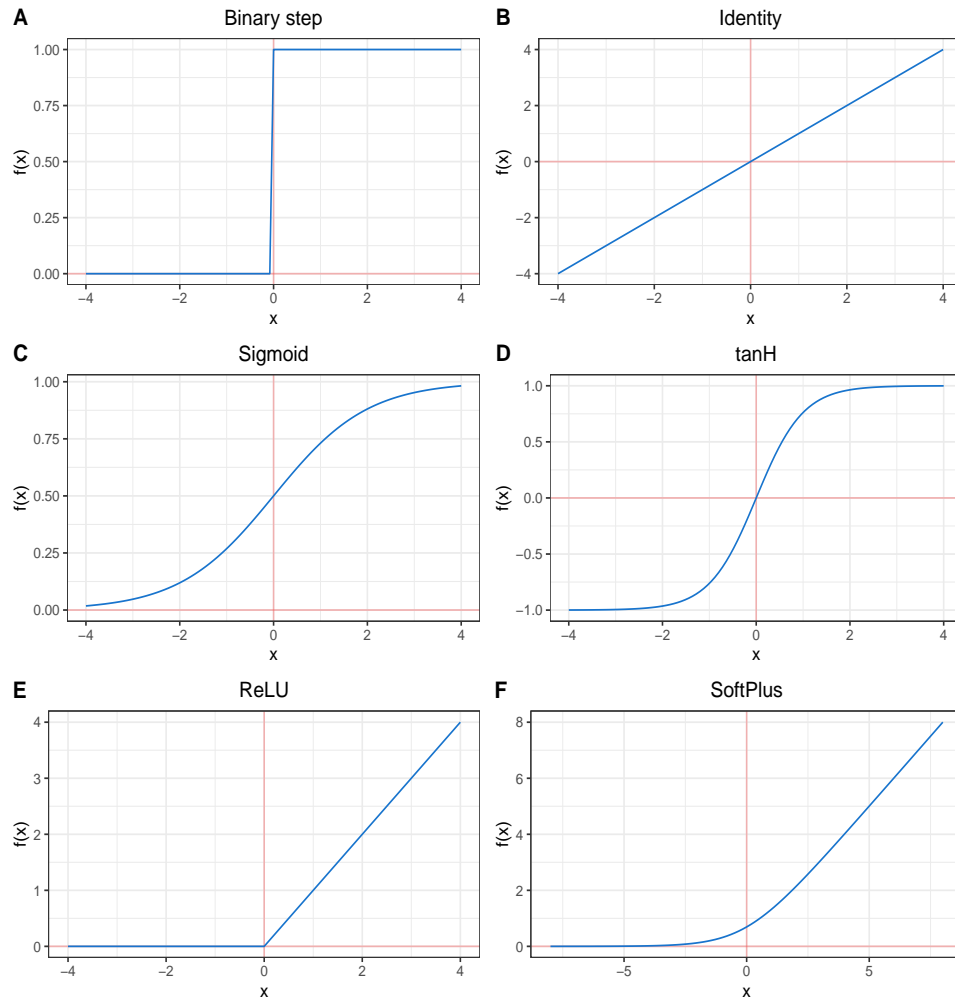 A
Binary step
1.00
0.75
0.50
0.25
0.00
f(x)
−4 −2 0 2 4
x
B
Identity
4
2
0
−2
−4
f(x)
−4 −2 0 2 4
x
C
Sigmoid
1.00
0.75
0.50
0.25
0.00
f(x)
−4 −2 0 2 4
x
D
tanH
1.0
0.5
0.0
−0.5
−1.0
f(x)
−4 −2 0 2 4
x
E
ReLU
4
3
2
1
0
f(x)
−4 −2 0 2 4
x
F
SoftPlus
8
6
4
2
0
f(x)
-5 0 5
x